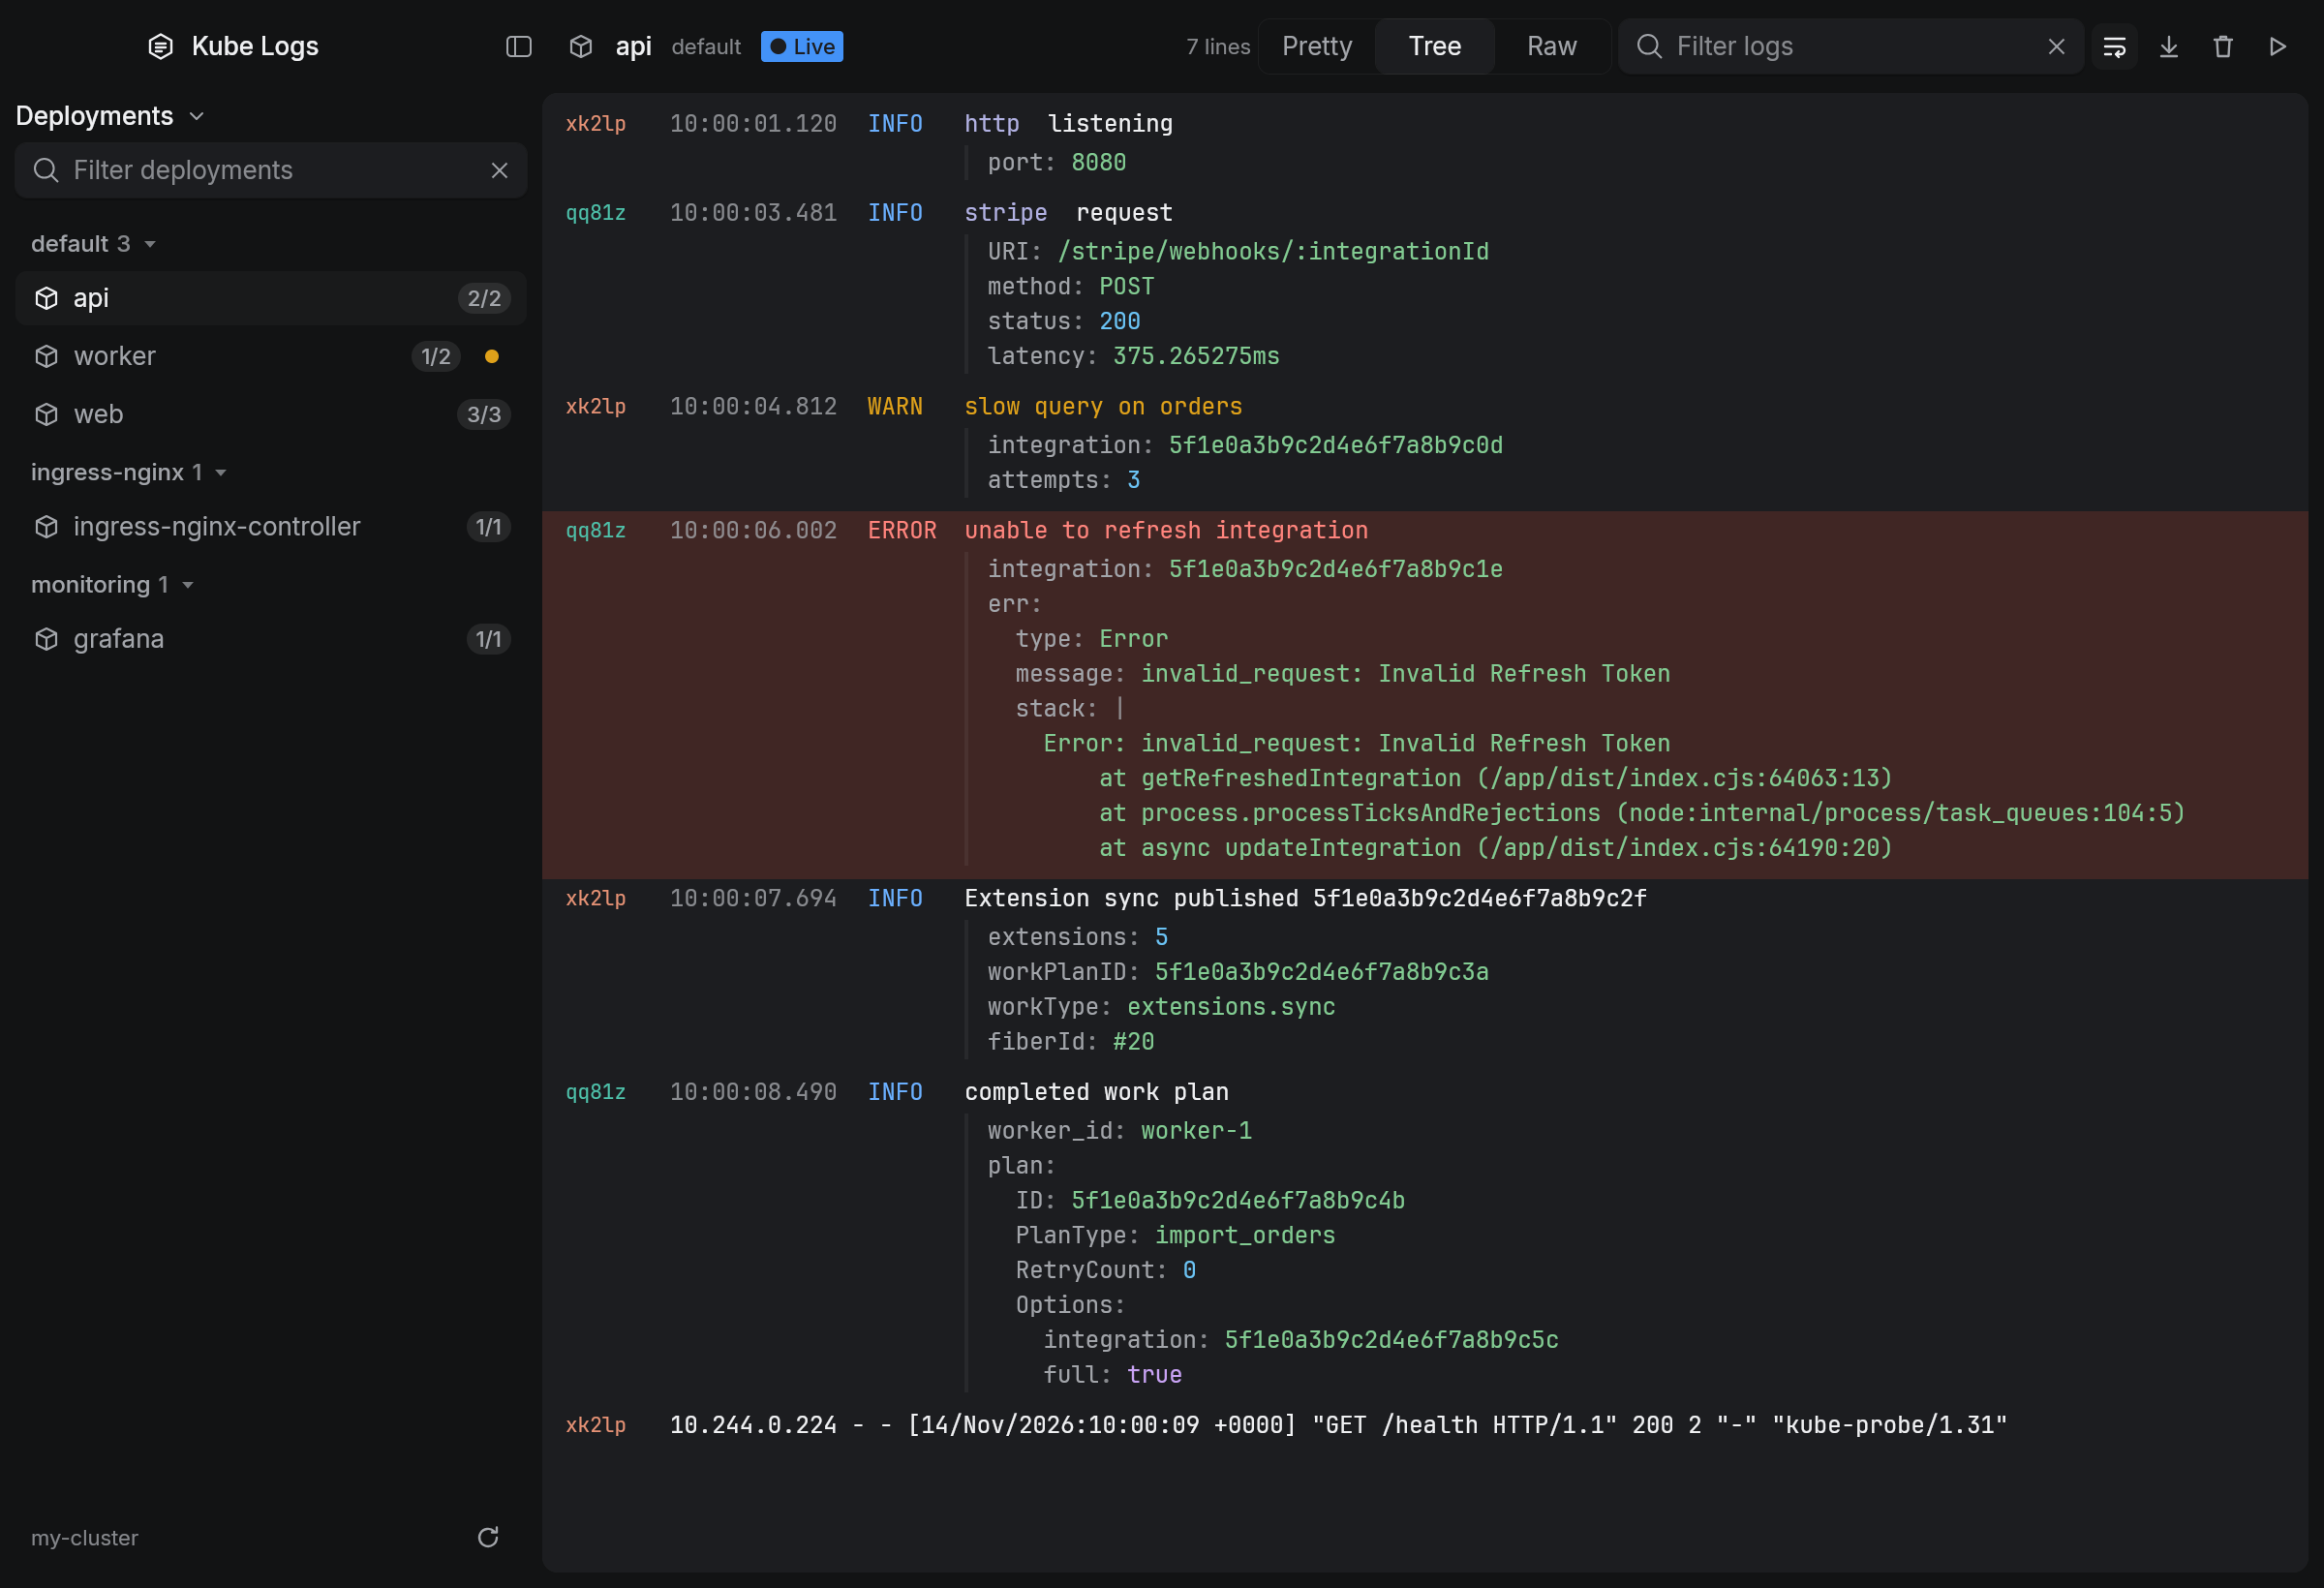 Kube Logs
api default Live
7 lines Pretty Tree Raw Filter logs
Deployments
Filter deployments
default 3
api 2/2
worker 1/2
web 3/3
ingress-nginx 1
ingress-nginx-controller 1/1
monitoring 1
grafana 1/1
my-cluster
xk2lp 10:00:01.120 INFO http listening
port: 8080
qq81z 10:00:03.481 INFO stripe request
URI: /stripe/webhooks/:integrationId
method: POST
status: 200
latency: 375.265275ms
xk2lp 10:00:04.812 WARN slow query on orders
integration: 5f1e0a3b9c2d4e6f7a8b9c0d
attempts: 3
qq81z 10:00:06.002 ERROR unable to refresh integration
integration: 5f1e0a3b9c2d4e6f7a8b9c1e
err:
type: Error
message: invalid_request: Invalid Refresh Token
stack: |
Error: invalid_request: Invalid Refresh Token
at getRefreshedIntegration (/app/dist/index.cjs:64063:13)
at process.processTicksAndRejections (node:internal/process/task_queues:104:5)
at async updateIntegration (/app/dist/index.cjs:64190:20)
xk2lp 10:00:07.694 INFO Extension sync published 5f1e0a3b9c2d4e6f7a8b9c2f
extensions: 5
workPlanID: 5f1e0a3b9c2d4e6f7a8b9c3a
workType: extensions.sync
fiberId: #20
qq81z 10:00:08.490 INFO completed work plan
worker_id: worker-1
plan:
ID: 5f1e0a3b9c2d4e6f7a8b9c4b
PlanType: import_orders
RetryCount: 0
Options:
integration: 5f1e0a3b9c2d4e6f7a8b9c5c
full: true
xk2lp 10.244.0.224 - - [14/Nov/2026:10:00:09 +0000] "GET /health HTTP/1.1" 200 2 "-" "kube-probe/1.31"